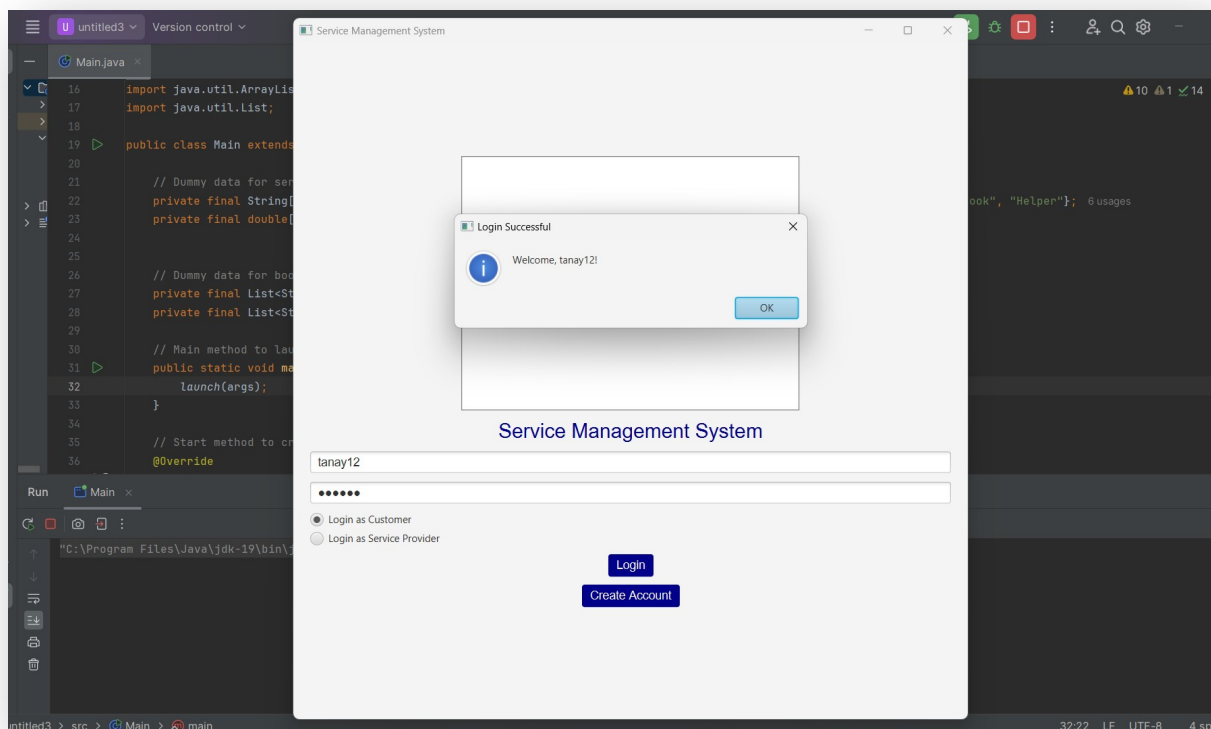 U untitled3 Version control
Main.java
Service Management System
10 1 14
16 import java.util.ArrayLis
17 import java.util.List;
18
19 public class Main extends
20
21 // Dummy data for ser
22 private final String[ ook", "Helper"}; 6 usages
23 private final double[
24
25
26 // Dummy data for boo
27 private final List<St
28 private final List<St
29
30 // Main method to lau
31 public static void ma
32 launch(args);
33 }
34
35 // Start method to cr
36 @Override
Login Successful
Welcome, tanay12!
OK
Service Management System
tanay12
Login as Customer
Login as Service Provider
Login
Create Account
Run Main
"C:\Program Files\Java\jdk-19\bin\j
untitled3 > src > Main > main
32:22 LF UTF-8 4 sp